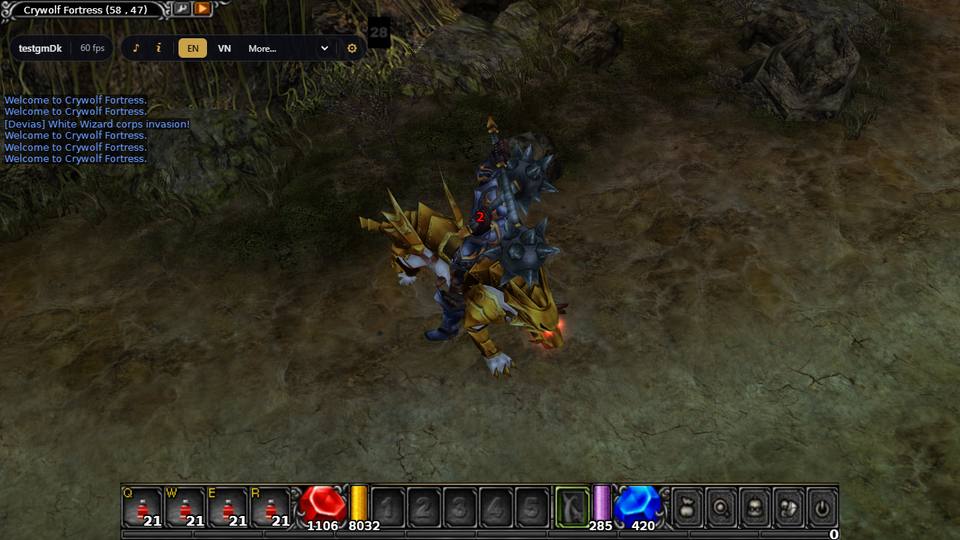 Crywolf Fortress (58 , 47)
28
testgmDk 60 fps EN VN More...
Welcome to Crywolf Fortress.
Welcome to Crywolf Fortress.
[Devias] White Wizard corps invasion!
Welcome to Crywolf Fortress.
Welcome to Crywolf Fortress.
Welcome to Crywolf Fortress.
2
Q W E R
21 21 21 21 1106 8032 1 2 3 4 5 285 420
0